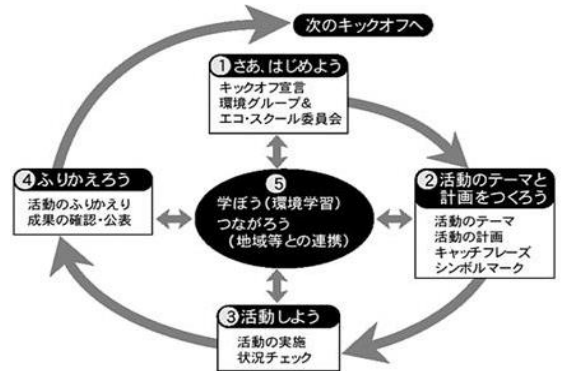 次のキックオフへ
①さあ、はじめよう
キックオフ宣言
環境グループ&
エコ・スクール委員会
②活動のテーマと
計画をつくろう
活動のテーマ
活動の計画
キャッチフレーズ
シンボルマーク
③活動しよう
活動の実施
状況チェック
④ふりかえろう
活動のふりかえり
成果の確認・公表
⑤
学ぼう(環境学習)
つながろう
(地域等との連携)